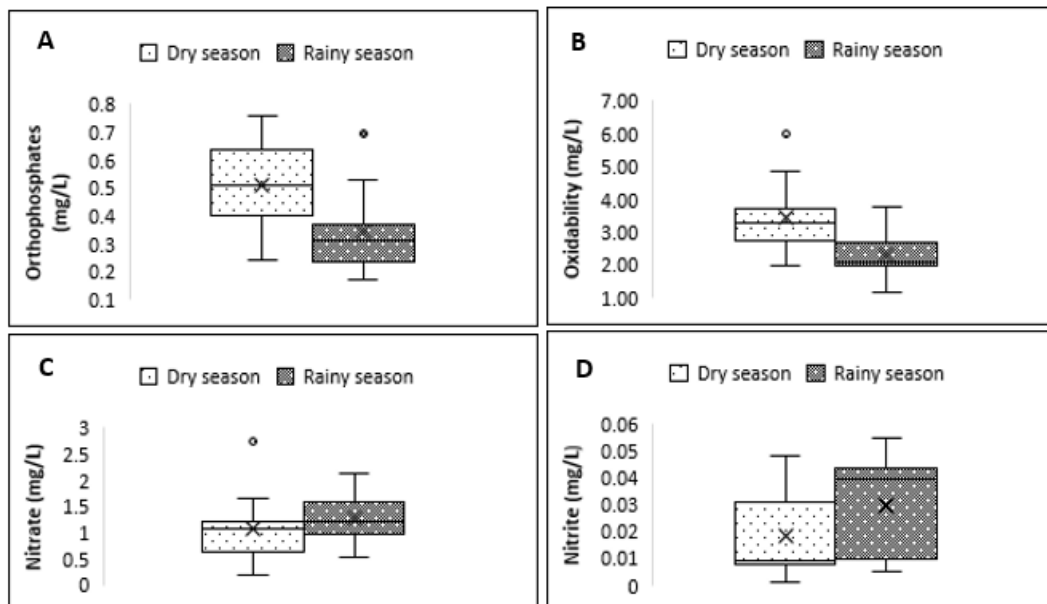 A
Dry season Rainy season
Orthophosphates
(mg/L)
0.8
0.7
0.6
0.5
0.4
0.3
0.2
0.1
B
Dry season Rainy season
Oxidability (mg/L)
7.00
6.00
5.00
4.00
3.00
2.00
1.00
C
Dry season Rainy season
Nitrate (mg/L)
3
2.5
2
1.5
1
0.5
0
D
Dry season Rainy season
Nitrite (mg/L)
0.06
0.05
0.04
0.03
0.02
0.01
0